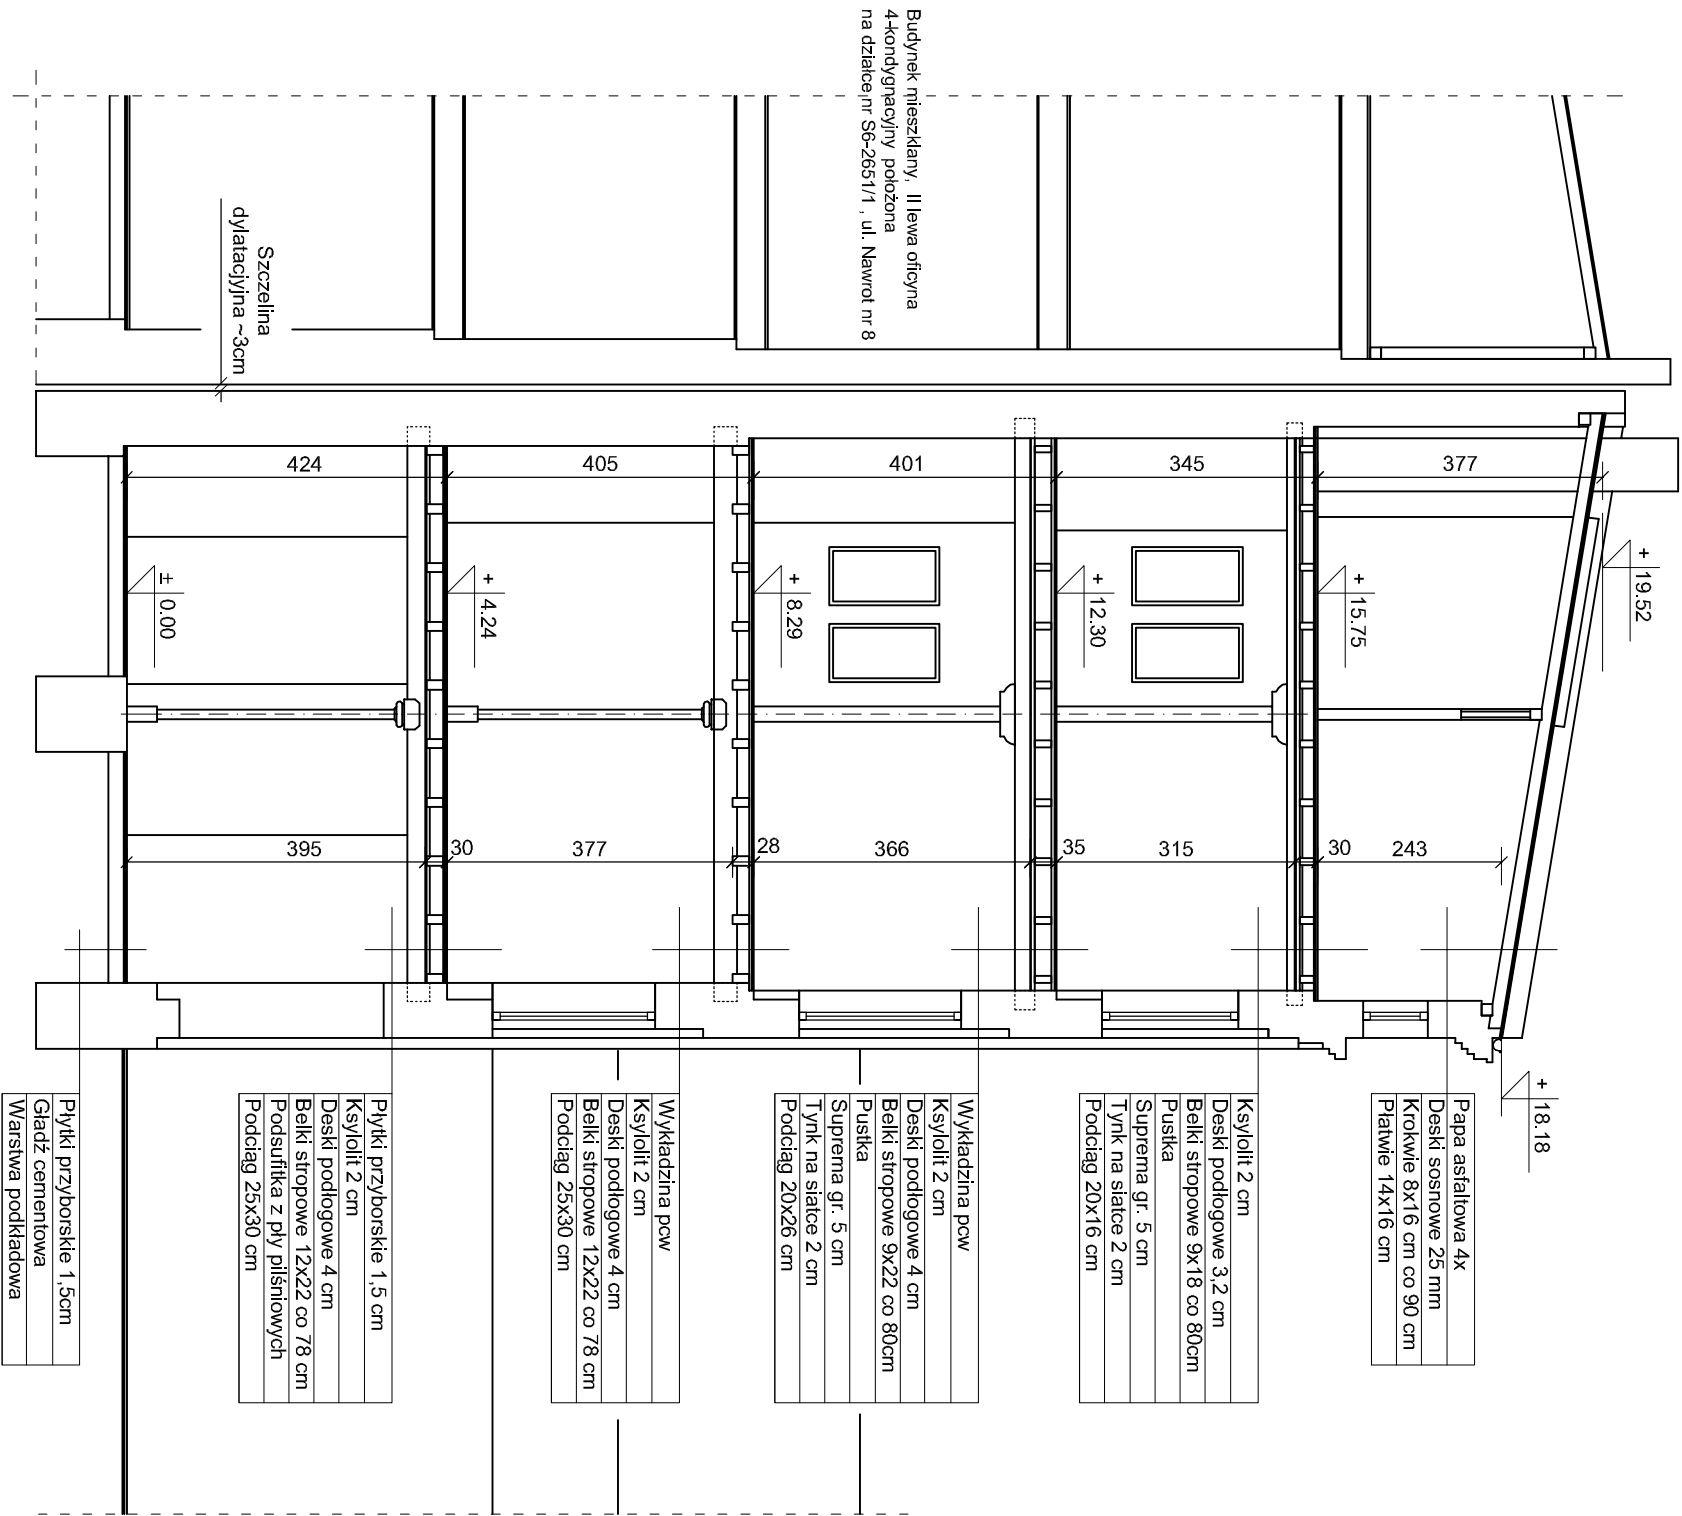 Budynek mieszklany, II lewa oficyna
4-kondygnacyjny położona
na działce nr S6-2651/1 , ul. Nawrot nr 8
Szczelina
dylatacjyjna ~3cm
377
345
401
405
424
+
19.52
+
15.75
+
12.30
+
8.29
+
4.24
±
0.00
243
30
315
35
366
28
377
30
395
+
18.18
Papa asfaltowa 4x
Deski sosnowe 25 mm
Krokwie 8x16 cm co 90 cm
Płatwie 14x16 cm
Ksylolit 2 cm
Deski podłogowe 3,2 cm
Belki stropowe 9x18 co 80cm
Pustka
Suprema gr. 5 cm
Tynk na siatce 2 cm
Podciąg 20x16 cm
Wykładzina pcw
Ksylolit 2 cm
Deski podłogowe 4 cm
Belki stropowe 9x22 co 80cm
Pustka
Suprema gr. 5 cm
Tynk na siatce 2 cm
Podciąg 20x26 cm
Wykładzina pcw
Ksylolit 2 cm
Deski podłogowe 4 cm
Belki stropowe 12x22 co 78 cm
Podciąg 25x30 cm
Płytki przyborskie 1,5 cm
Ksylolit 2 cm
Deski podłogowe 4 cm
Belki stropowe 12x22 co 78 cm
Podsufitka z pły pilśniowych
Podciąg 25x30 cm
Płytki przyborskie 1,5cm
Gładź cementowa
Warstwa podkładowa